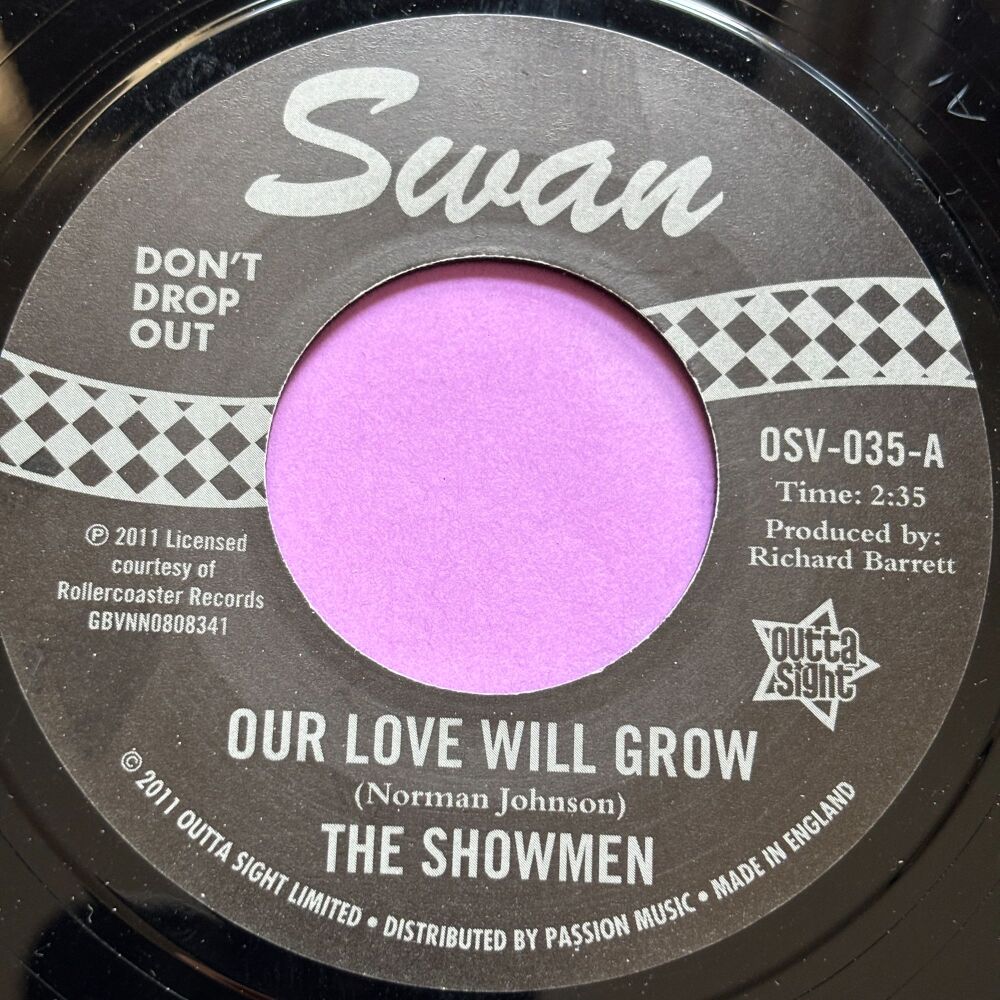 Swan
DON'T
DROP
OUT
OSV-035-A
Time: 2:35
Produced by:
Richard Barrett
℗ 2011 Licensed
courtesy of
Rollercoaster Records
GBVNN0808341
outta
sight
OUR LOVE WILL GROW
(Norman Johnson)
THE SHOWMEN
© 2011 OUTTA SIGHT LIMITED • DISTRIBUTED BY PASSION MUSIC • MADE IN ENGLAND